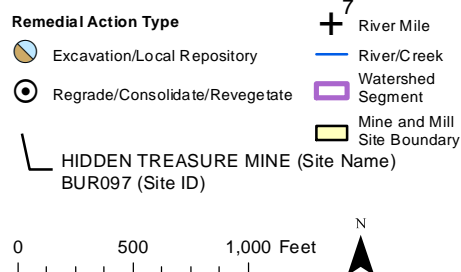 Remedial Action Type
Excavation/Local Repository
Regrade/Consolidate/Revegetate
HIDDEN TREASURE MINE (Site Name)
BUR097 (Site ID)
7
River Mile
River/Creek
Watershed
Segment
Mine and Mill
Site Boundary
0 500 1,000 Feet
N